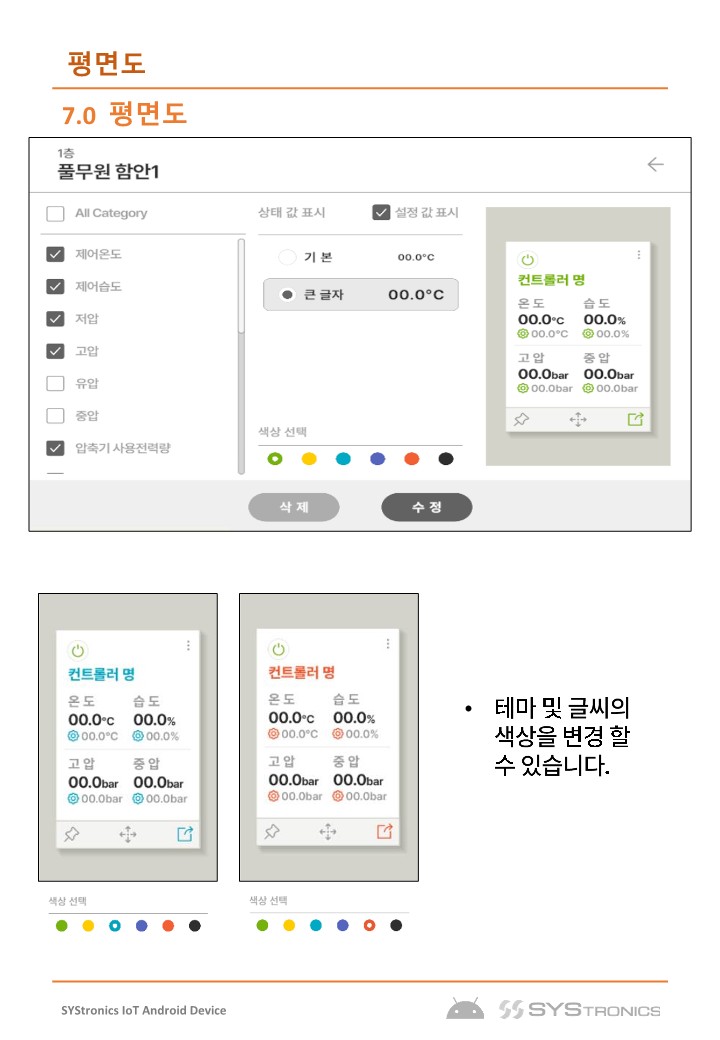 평면도
7.0 평면도
1층
풀무원 함안1
All Category
상태 값 표시
설정 값 표시
제어온도
제어습도
저압
고압
유압
중압
압축기 사용전력량
기 본 00.0°C
큰 글자 00.0°C
색상 선택
컨트롤러 명
온 도 습 도
00.0°C 00.0%
00.0°C 00.0%
고 압 중 압
00.0bar 00.0bar
00.0bar 00.0bar
삭 제
수 정
컨트롤러 명
온 도 습 도
00.0°C 00.0%
00.0°C 00.0%
고 압 중 압
00.0bar 00.0bar
00.0bar 00.0bar
색상 선택
컨트롤러 명
온 도 습 도
00.0°C 00.0%
00.0°C 00.0%
고 압 중 압
00.0bar 00.0bar
00.0bar 00.0bar
색상 선택
• 테마 및 글씨의
색상을 변경 할
수 있습니다.
SYStronics IoT Android Device
SYSTRONICS